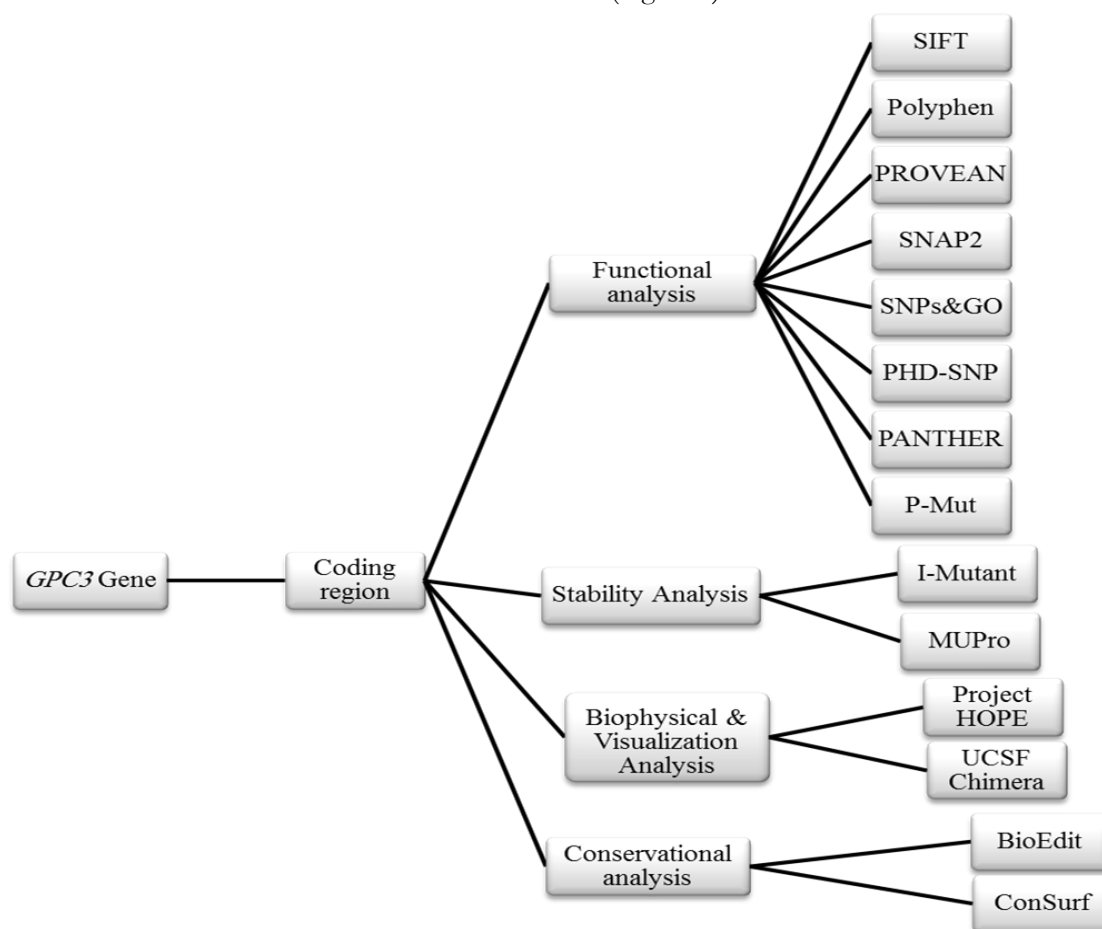 SIFT
Polyphen
PROVEAN
SNAP2
Functional
analysis
SNPs&GO
PHD-SNP
PANTHER
P-Mut
GPC3 Gene
Coding
region
Stability Analysis
I-Mutant
MUPro
Biophysical &
Visualization
Analysis
Project
HOPE
UCSF
Chimera
Conservational
analysis
BioEdit
ConSurf